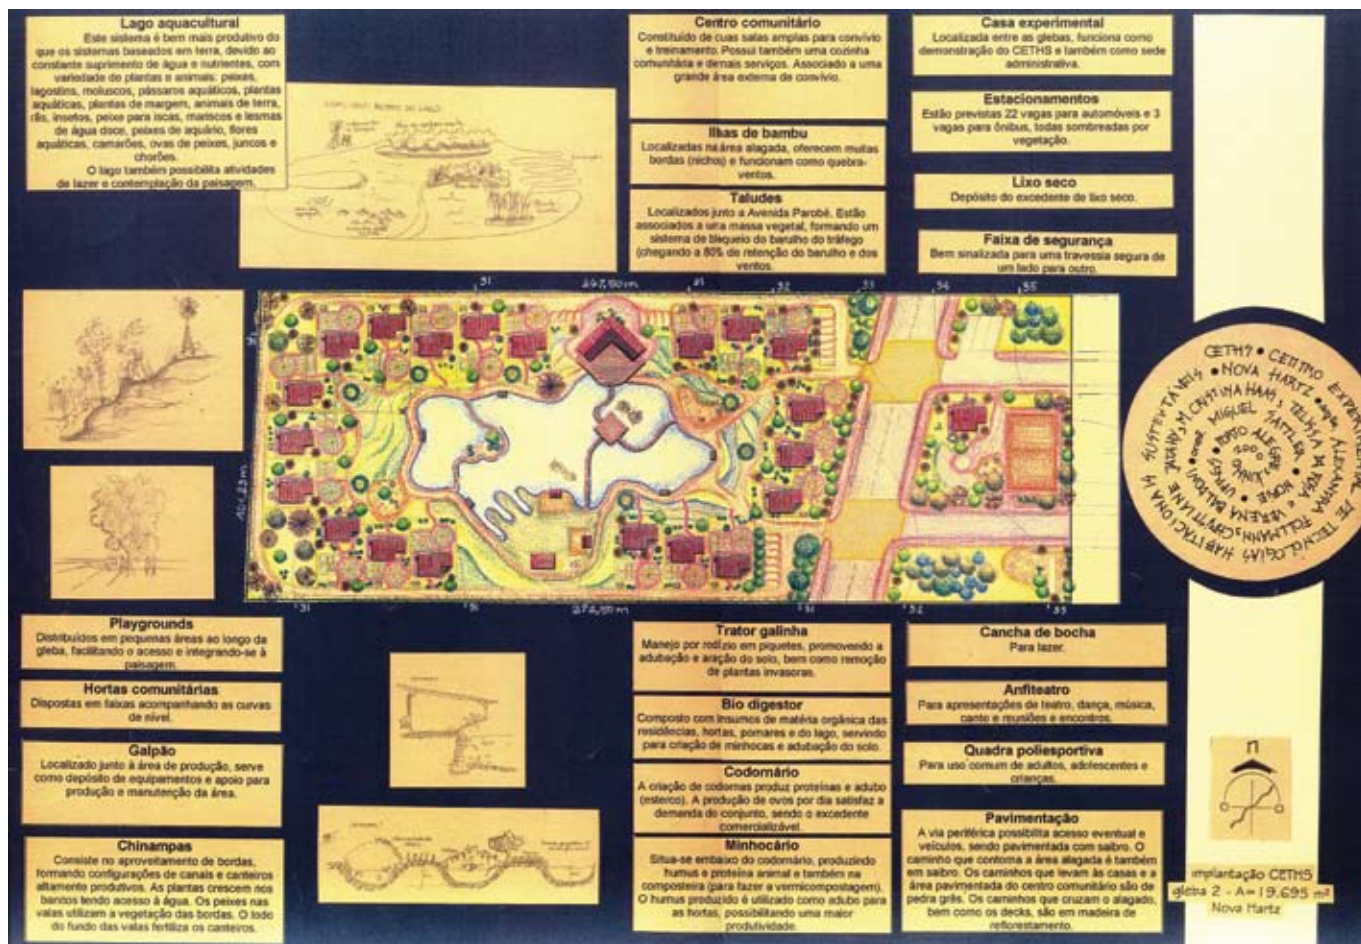 Lago aquacultural
Este sistema é bem mais produtivo do
que os sistemas baseados em terra, devido ao
constante suprimento de água e nutrientes, com
variedade de plantas e animais: peixes,
lagostins, moluscos, pássaros aquáticos, plantas
aquáticas, plantas de margem, animais de terra,
rãs, insetos, peixe para iscas, mariscos e lesmas
de água doce, peixes de aquário, flores
aquáticas, camarões, ovas de peixes, juncos e
chorões.
O lago também possibilita atividades
de lazer e contemplação da paisagem.
Centro comunitário
Constituído de cuas salas amplas para convívio
e treinamento. Possui também uma cozinha
comunitária e demais serviços. Associado a uma
grande área externa de convívio.
Ilhas de bambu
Localizadas na área alagada, oferecem muitas
bordas (nichos) e funcionam como quebra-
ventos.
Taludes
Localizados junto a Avenida Parobé. Estão
associados a uma massa vegetal, formando um
sistema de bloqueio do barulho do tráfego
(chegando a 80% de retenção do barulho e dos
ventos.
Casa experimental
Localizada entre as glebas, funciona como
demonstração do CETHS e também como sede
administrativa.
Estacionamentos
Estão previstas 22 vagas para automóveis e 3
vagas para ônibus, todas sombreadas por
vegetação.
Lixo seco
Depósito do excedente de lixo seco.
Faixa de segurança
Bem sinalizada para uma travessia segura de
um lado para outro.
31
31
32
33
34
35
31
31
31
32
33
CETHS • CENTRO EXPERIMENTAL DE TECNOLOGIAS HABITACIONAIS SUSTENTÁVEIS • NOVA HARTZ
MIGUEL SATTLER
PORTO ALEGRE
Playgrounds
Distribuídos em pequenas áreas ao longo da
gleba, facilitando o acesso e integrando-se à
paisagem.
Hortas comunitárias
Dispostas em faixas acompanhando as curvas
de nível.
Galpão
Localizado junto à área de produção, serve
como depósito de equipamentos e apoio para
produção e manutenção da área.
Chinampas
Consiste no aproveitamento de bordas,
formando configurações de canais e canteiros
altamente produtivos. As plantas crescem nos
bancos tendo acesso à água. Os peixes nas
valas utilizam a vegetação das bordas. O lodo
do fundo das valas fertiliza os canteiros.
Trator galinha
Manejo por rodízio em piquetes, promovendo a
adubação e aração do solo, bem como remoção
de plantas invasoras.
Bio digestor
Composto com insumos de matéria orgânica das
residências, hortas, pomares e do lago, servindo
para criação de minhocas e adubação do solo.
Codornário
A criação de codornas produz proteínas e adubo
(esterco). A produção de ovos por dia satisfaz a
demanda do conjunto, sendo o excedente
comercializável.
Minhocário
Situa-se embaixo do codornário, produzindo
humus e proteína animal e também na
composteira (para fazer a vermicompostagem).
O humus produzido é utilizado como adubo para
as hortas, possibilitando uma maior
produtividade.
Cancha de bocha
Para lazer.
Anfiteatro
Para apresentações de teatro, dança, música,
canto e reuniões e encontros.
Quadra poliesportiva
Para uso comum de adultos, adolescentes e
crianças.
Pavimentação
A via periférica possibilita acesso eventual e
veículos, sendo pavimentada com saibro. O
caminho que contorna a área alagada é também
em saibro. Os caminhos que levam às casas e a
área pavimentada do centro comunitário são de
pedra grês. Os caminhos que cruzam o alagado,
bem como os decks, são em madeira de
reflorestamento.
n
implantação CETHS
gleba 2 - A = 19.695 m²
Nova Hartz